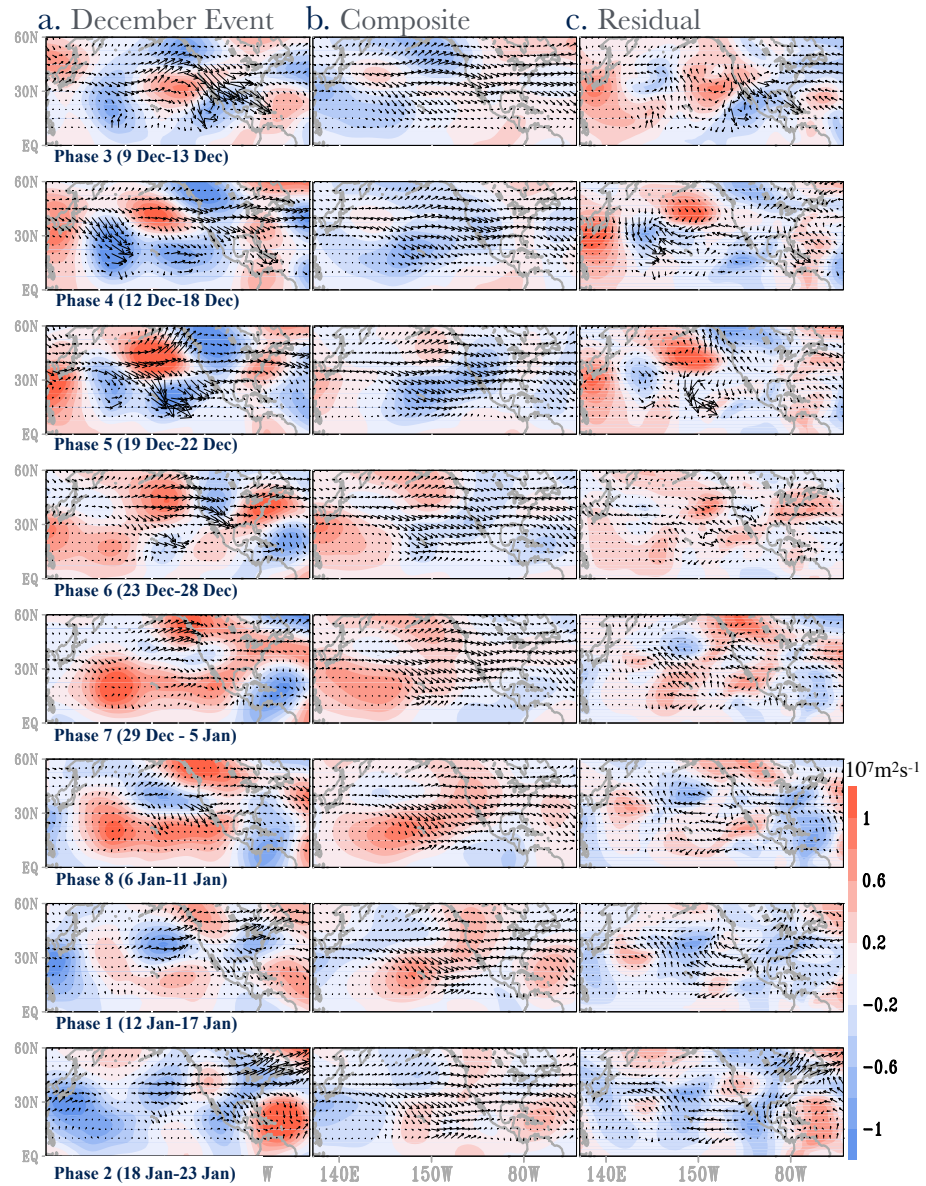 a. December Event b. Composite c. Residual
60N
30N
EQ
Phase 3 (9 Dec-13 Dec)
60N
30N
EQ
Phase 4 (12 Dec-18 Dec)
60N
30N
EQ
Phase 5 (19 Dec-22 Dec)
60N
30N
EQ
Phase 6 (23 Dec-28 Dec)
60N
30N
EQ
Phase 7 (29 Dec - 5 Jan)
60N
30N
EQ
Phase 8 (6 Jan-11 Jan)
10⁷m²s⁻¹
1
0.6
0.2
-0.2
-0.6
-1
60N
30N
EQ
Phase 1 (12 Jan-17 Jan)
60N
30N
EQ
Phase 2 (18 Jan-23 Jan)
W 140E 150W 80W 140E 150W 80W